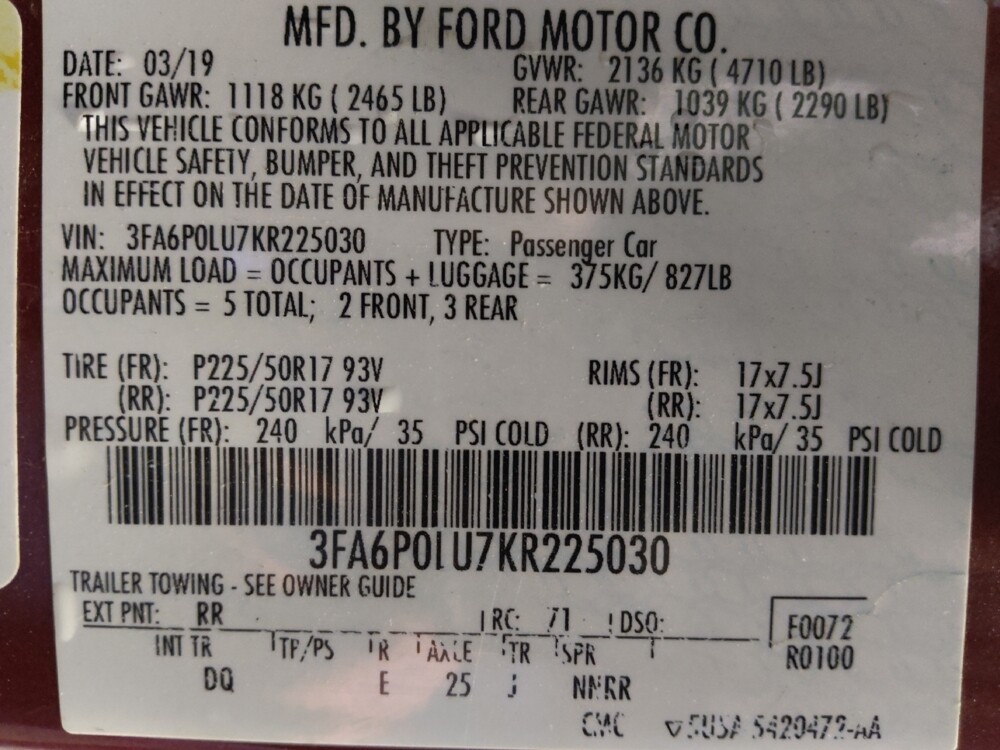 MFD. BY FORD MOTOR CO.
DATE: 03/19 GVWR: 2136 KG ( 4710 LB)
FRONT GAWR: 1118 KG ( 2465 LB) REAR GAWR: 1039 KG ( 2290 LB)
THIS VEHICLE CONFORMS TO ALL APPLICABLE FEDERAL MOTOR
VEHICLE SAFETY, BUMPER, AND THEFT PREVENTION STANDARDS
IN EFFECT ON THE DATE OF MANUFACTURE SHOWN ABOVE.
VIN: 3FA6P0LU7KR225030 TYPE: Passenger Car
MAXIMUM LOAD = OCCUPANTS + LUGGAGE = 375KG/ 827LB
OCCUPANTS = 5 TOTAL; 2 FRONT, 3 REAR
TIRE (FR): P225/50R17 93V RIMS (FR): 17x7.5J
(RR): P225/50R17 93V (RR): 17x7.5J
PRESSURE (FR): 240 kPa/ 35 PSI COLD (RR): 240 kPa/ 35 PSI COLD
3FA6P0LU7KR225030
TRAILER TOWING - SEE OWNER GUIDE
EXT PNT: RR RC: 71 DSO: F0072
INT TR TP/PS R AXLE TR SPR R0100
DQ E 25 J NNRR
CMC